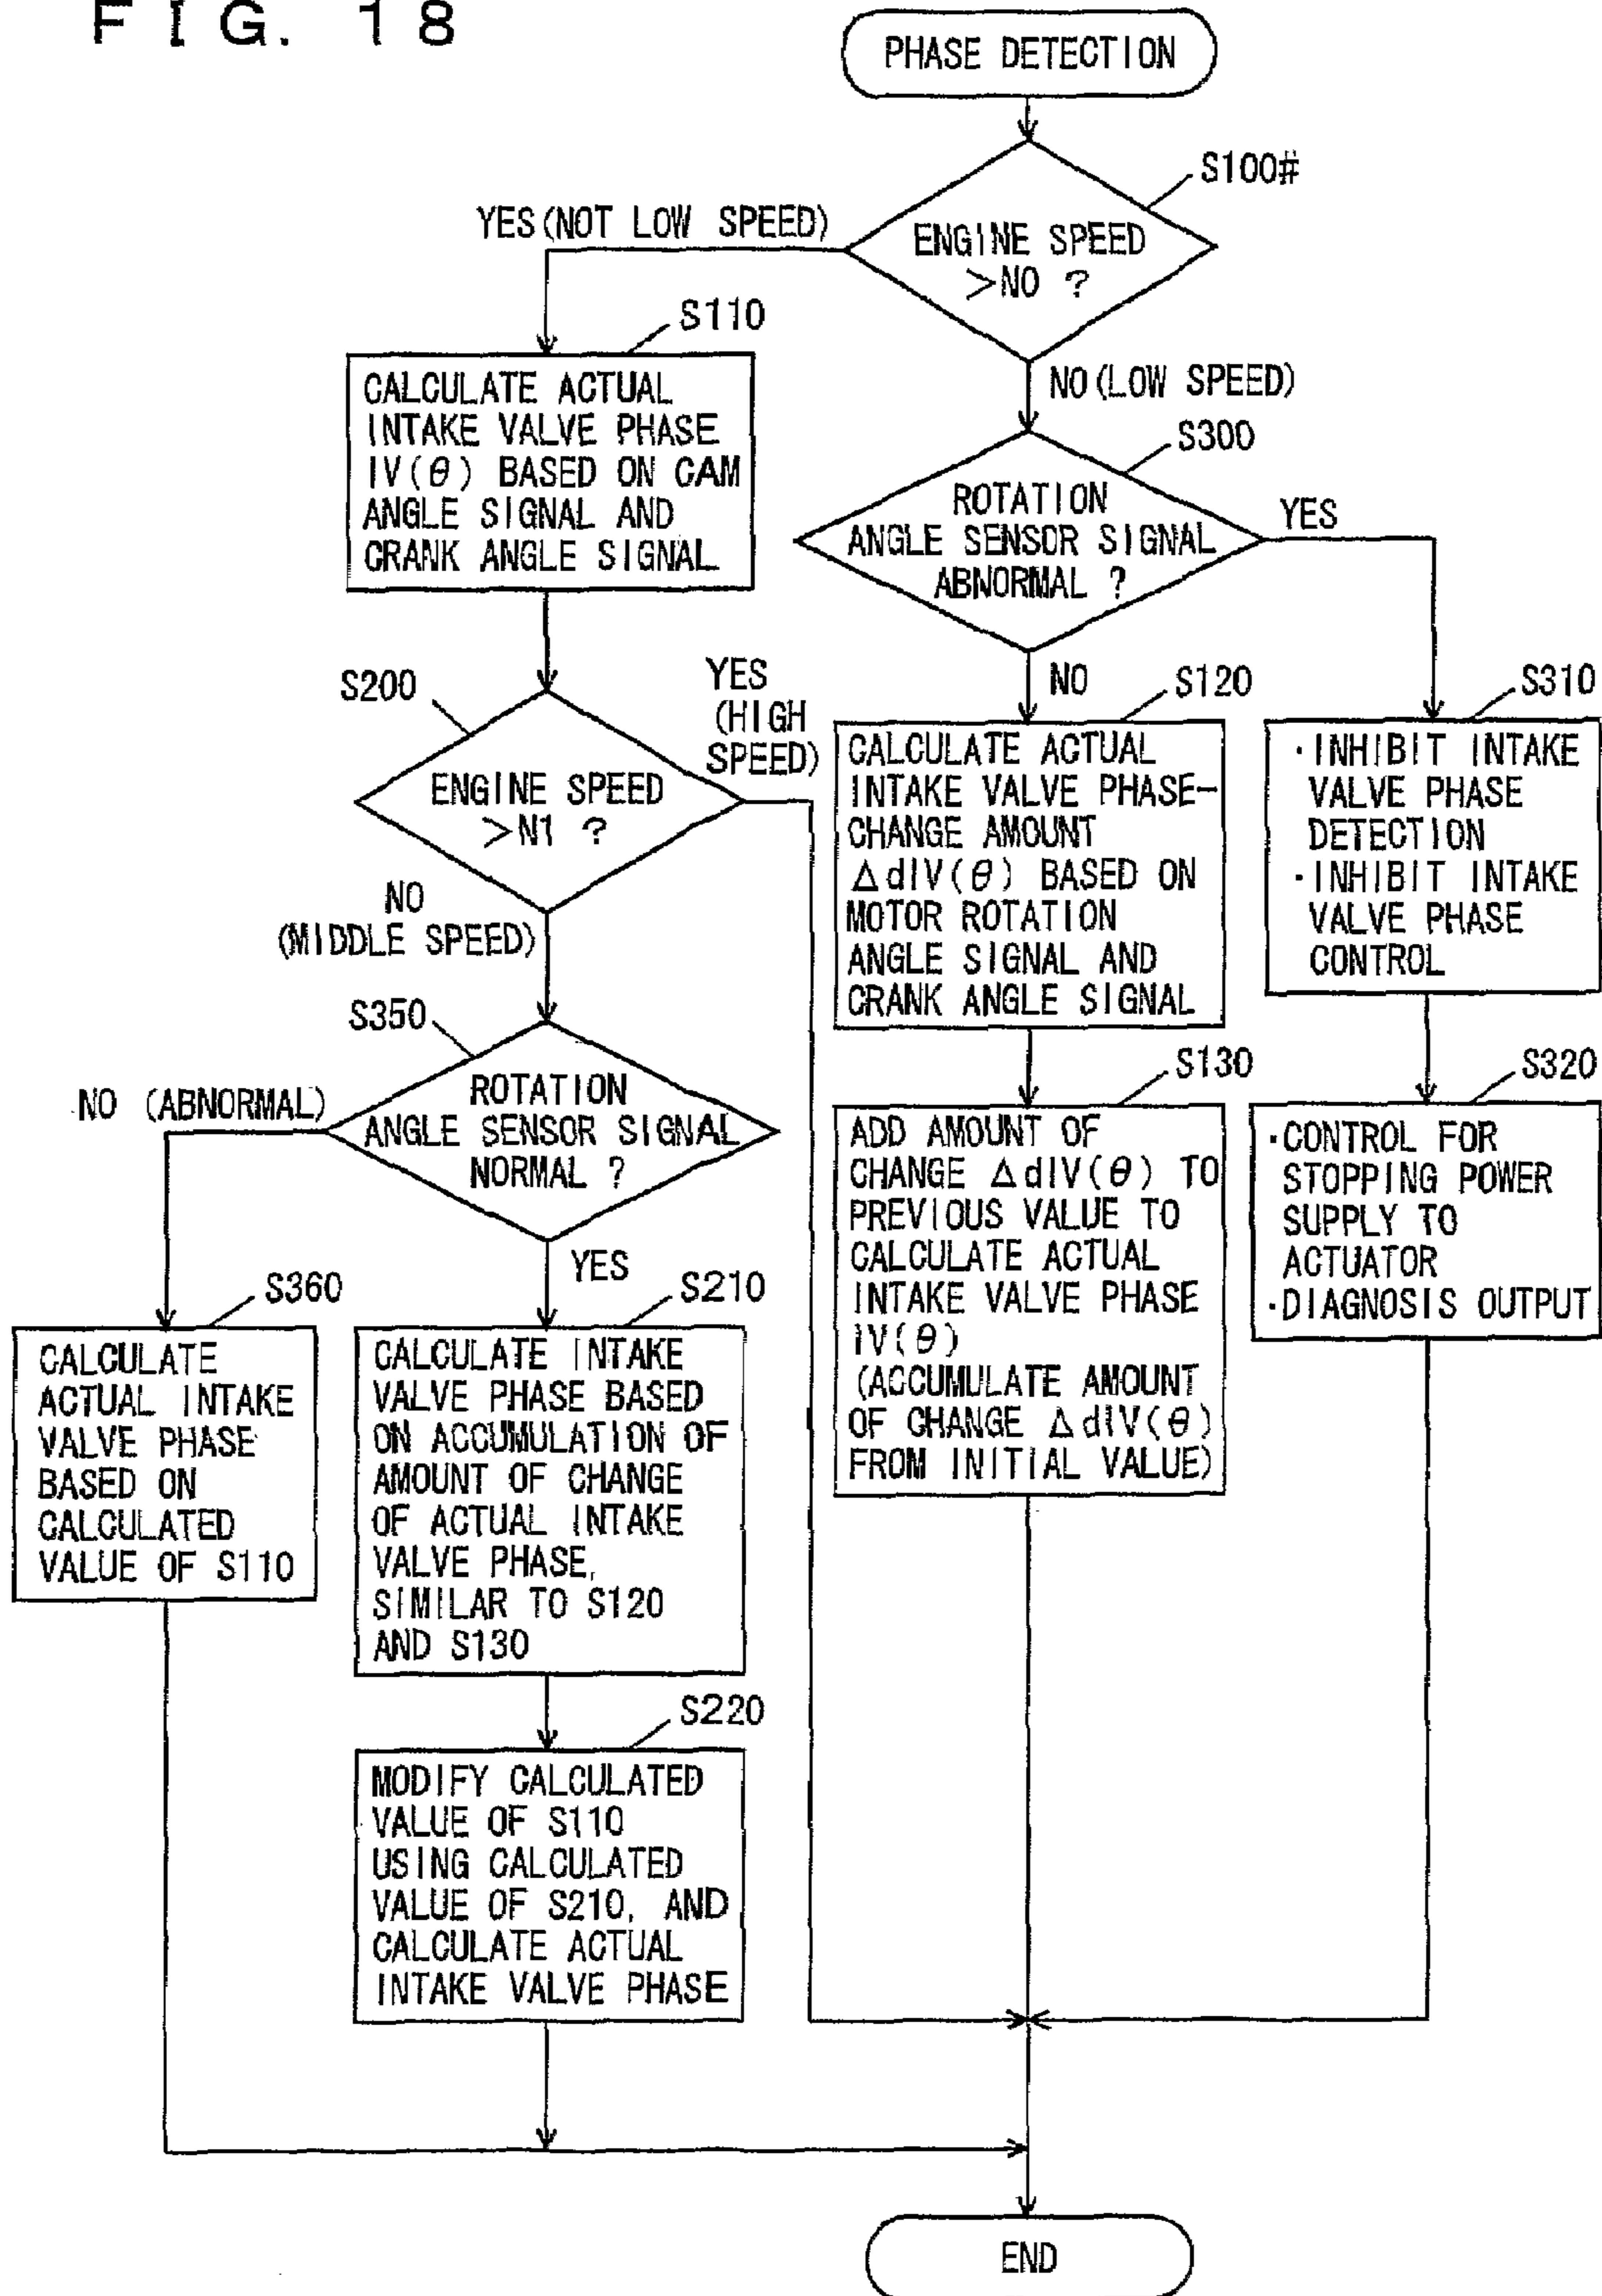 FIG. 18
PHASE DETECTION
S100#
ENGINE SPEED
>N0 ?
YES(NOT LOW SPEED)
NO(LOW SPEED)
S110
CALCULATE ACTUAL
INTAKE VALVE PHASE
IV(θ) BASED ON CAM
ANGLE SIGNAL AND
CRANK ANGLE SIGNAL
S300
ROTATION
ANGLE SENSOR SIGNAL
ABNORMAL ?
YES
NO
S200
ENGINE SPEED
>N1 ?
YES
(HIGH
SPEED)
NO
(MIDDLE SPEED)
S120
CALCULATE ACTUAL
INTAKE VALVE PHASE-
CHANGE AMOUNT
ΔdIV(θ) BASED ON
MOTOR ROTATION
ANGLE SIGNAL AND
CRANK ANGLE SIGNAL
S310
·INHIBIT INTAKE
VALVE PHASE
DETECTION
·INHIBIT INTAKE
VALVE PHASE
CONTROL
S350
ROTATION
ANGLE SENSOR SIGNAL
NORMAL ?
NO (ABNORMAL)
YES
S130
ADD AMOUNT OF
CHANGE ΔdIV(θ) TO
PREVIOUS VALUE TO
CALCULATE ACTUAL
INTAKE VALVE PHASE
IV(θ)
(ACCUMULATE AMOUNT
OF CHANGE ΔdIV(θ)
FROM INITIAL VALUE)
S320
·CONTROL FOR
STOPPING POWER
SUPPLY TO
ACTUATOR
·DIAGNOSIS OUTPUT
S360
CALCULATE
ACTUAL INTAKE
VALVE PHASE
BASED ON
CALCULATED
VALUE OF S110
S210
CALCULATE INTAKE
VALVE PHASE BASED
ON ACCUMULATION OF
AMOUNT OF CHANGE
OF ACTUAL INTAKE
VALVE PHASE,
SIMILAR TO S120
AND S130
S220
MODIFY CALCULATED
VALUE OF S110
USING CALCULATED
VALUE OF S210, AND
CALCULATE ACTUAL
INTAKE VALVE PHASE
END